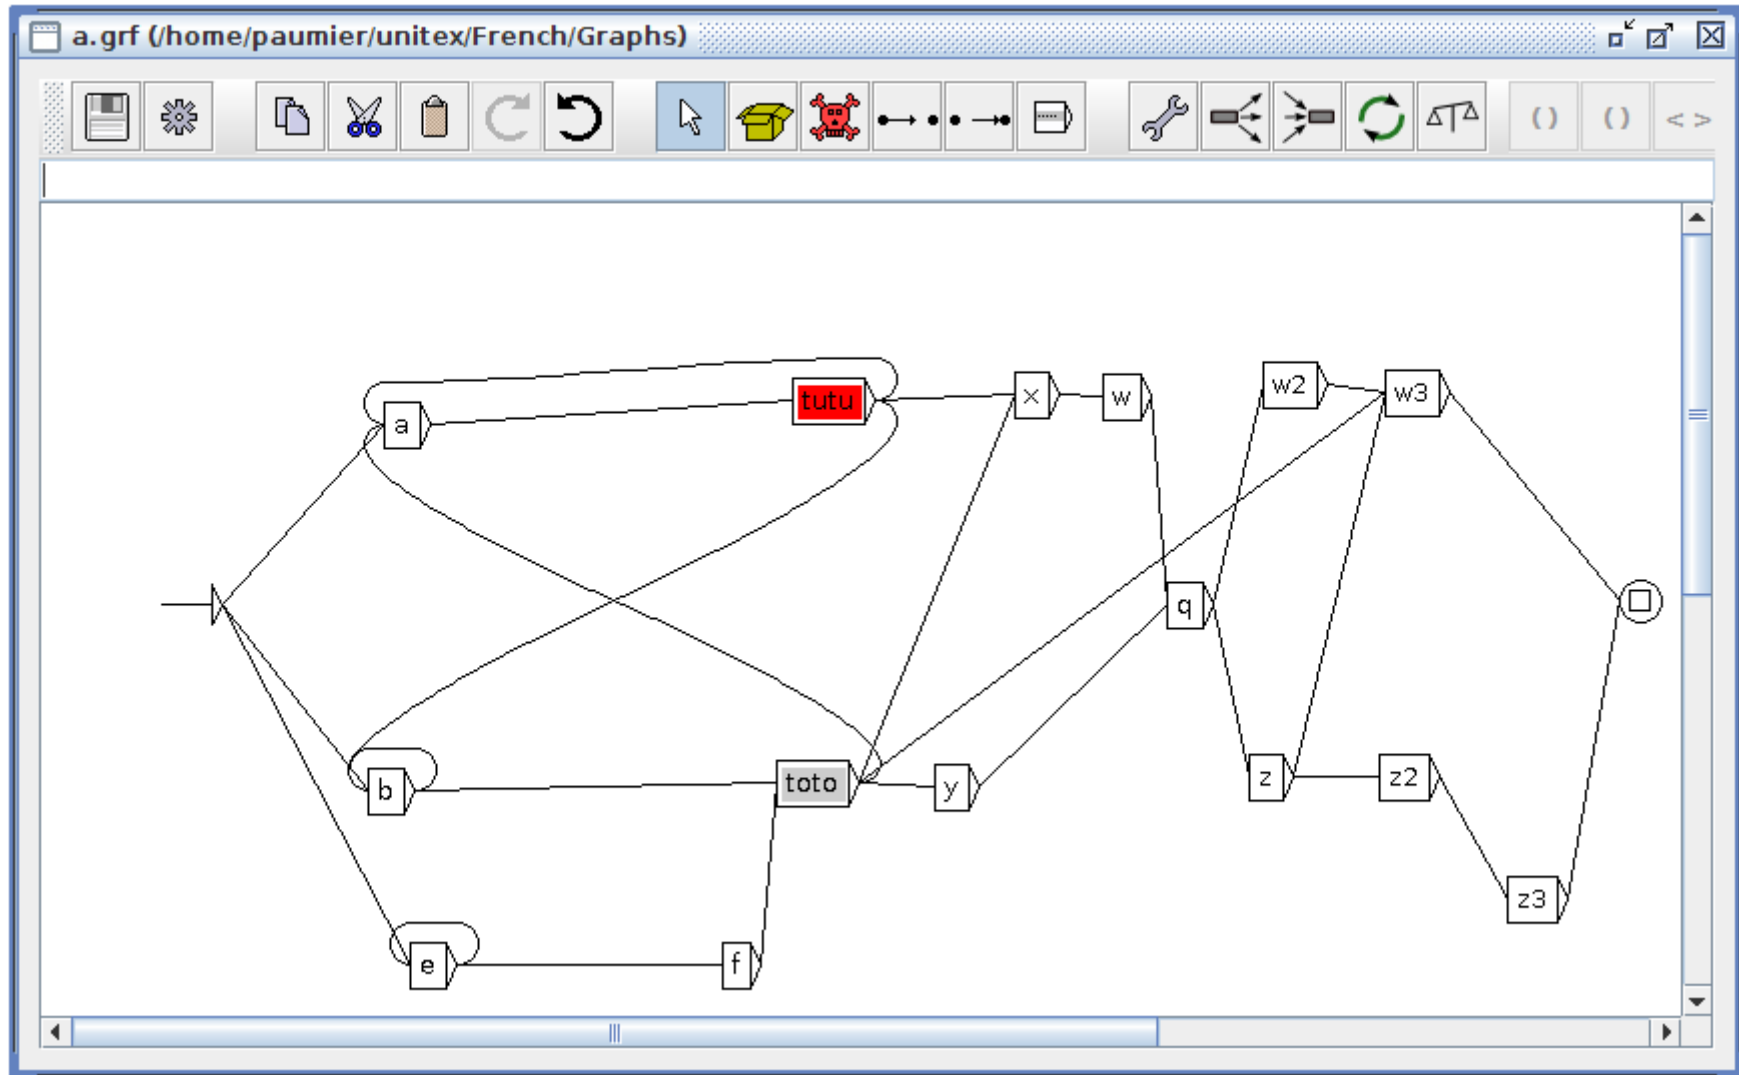 a.grf (/home/paumier/unitex/French/Graphs)
( ) ( ) < >
w2 w3
a tutu x w
q
b toto y z z2
z3
e f